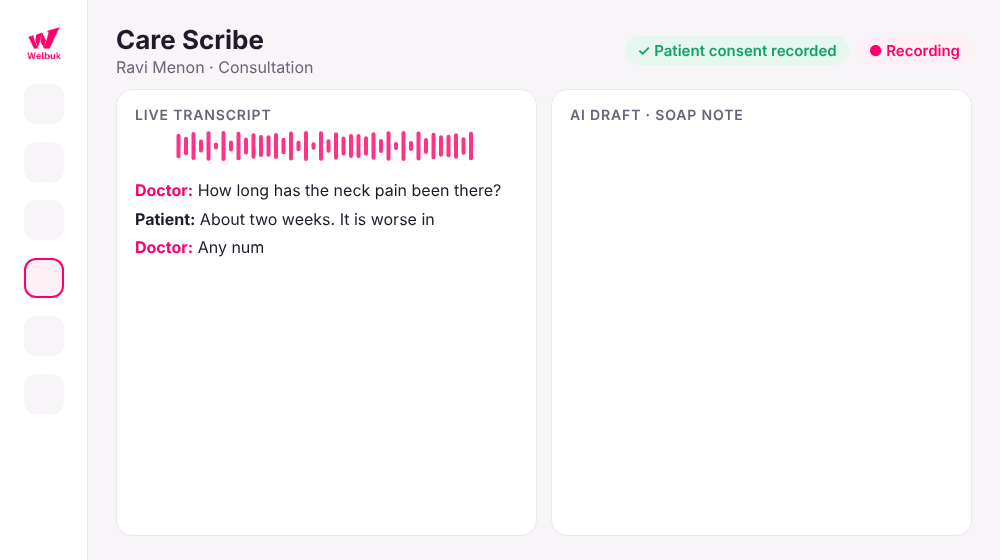 Welbuk
Care Scribe
Ravi Menon · Consultation
✓ Patient consent recorded
Recording
LIVE TRANSCRIPT
Doctor: How long has the neck pain been there?
Patient: About two weeks. It is worse in
Doctor: Any num
AI DRAFT · SOAP NOTE